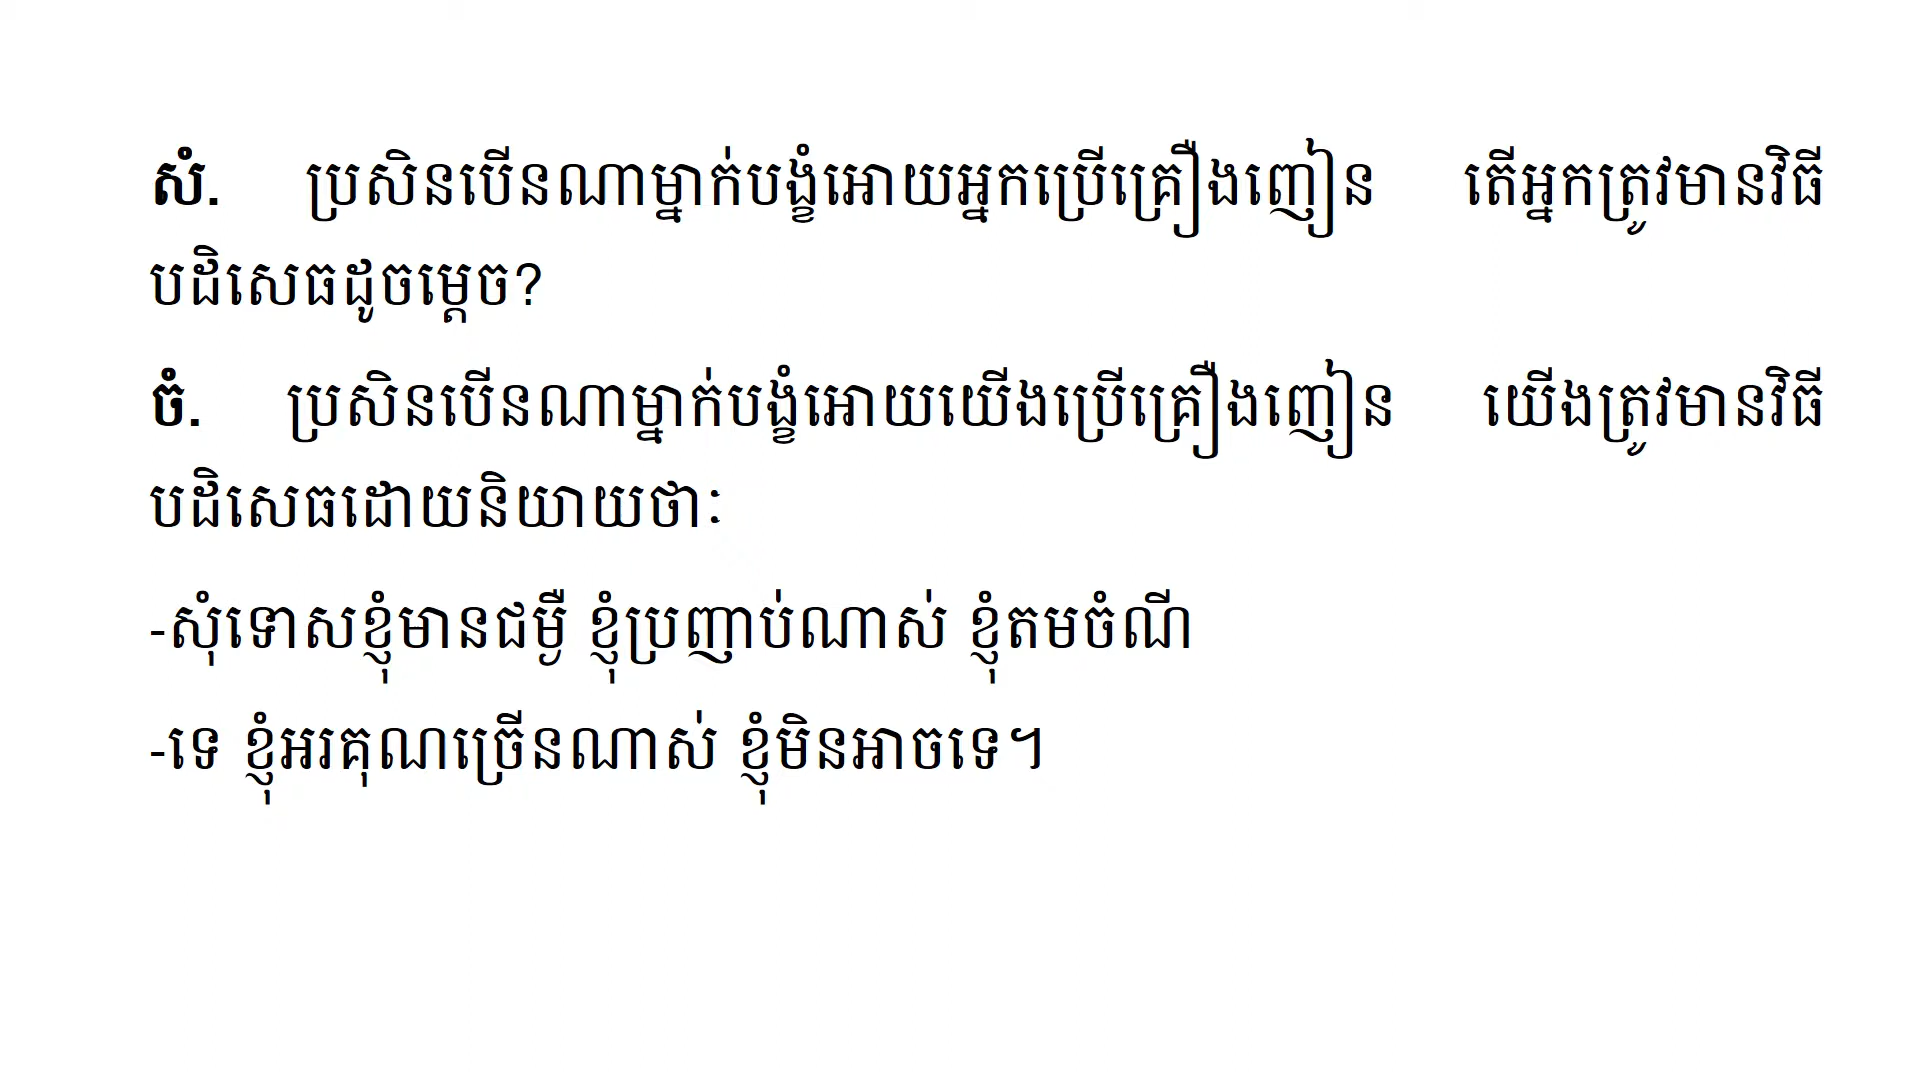 សំ. ប្រសិនបើនណាម្នាក់បង្ខំអោយអ្នកប្រើគ្រឿងញៀន តើអ្នកត្រូវមានវិធី
បដិសេធដូចម្ដេច?
ចំ. ប្រសិនបើនណាម្នាក់បង្ខំអោយយើងប្រើគ្រឿងញៀន យើងត្រូវមានវិធី
បដិសេធដោយនិយាយថាៈ
-សុំទោសខ្ញុំមានជម្ងឺ ខ្ញុំប្រញាប់ណាស់ ខ្ញុំតមចំណី
-ទេ ខ្ញុំអរគុណច្រើនណាស់ ខ្ញុំមិនអាចទេ។